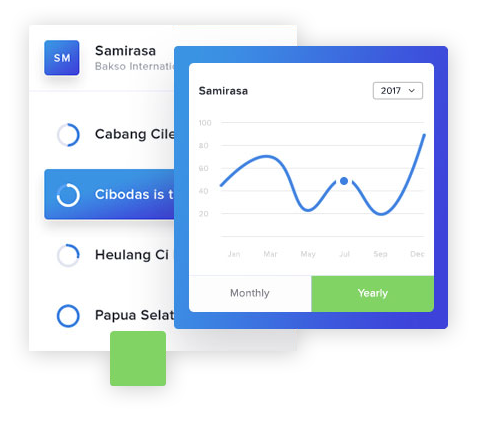 SM
Samirasa
Bakso Internati
Cabang Cile
Cibodas is t
Heulang Ci
Papua Selat
Samirasa
2017
100
80
60
40
20
Jan Mar May Jul Sep Dec
Monthly Yearly